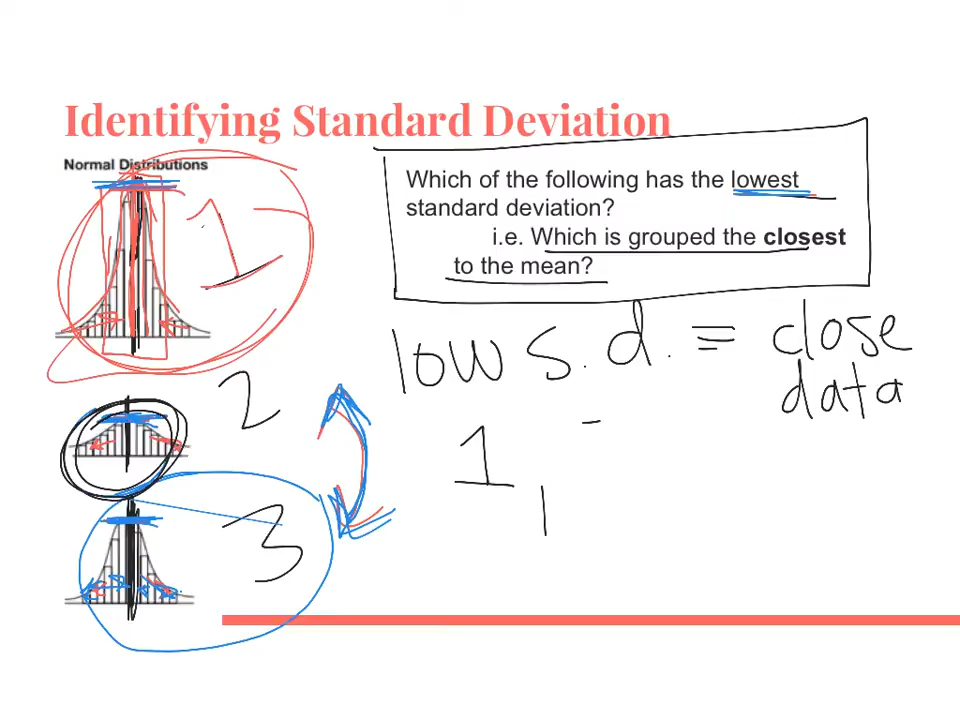 Identifying Standard Deviation
Normal Distributions
Which of the following has the lowest
standard deviation?
i.e. Which is grouped the closest
to the mean?
1
low s.d. = close
data
2
1
3